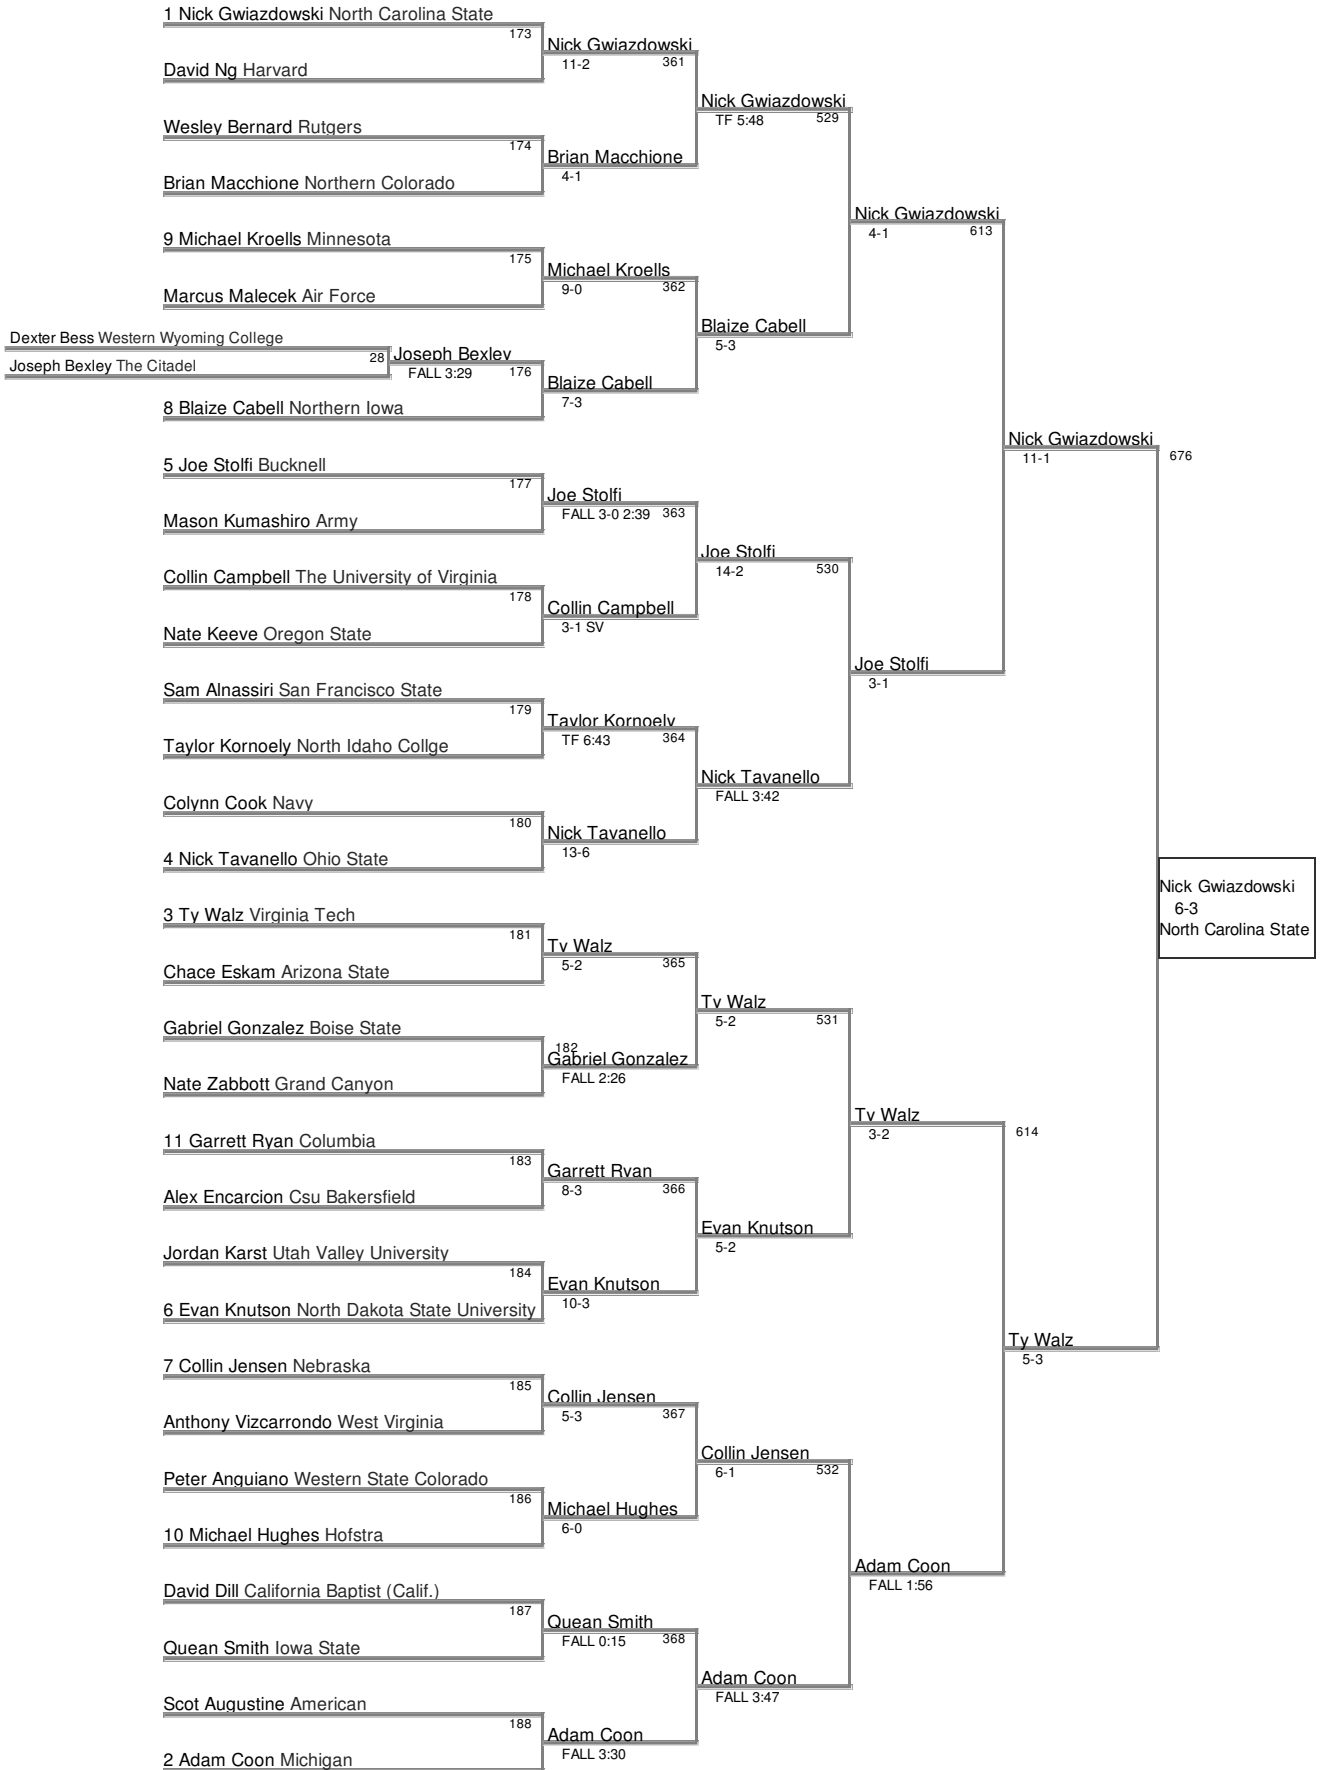 1 Nick Gwiazdowski North Carolina State
173
Nick Gwiazdowski
11-2
361
David Ng Harvard
Nick Gwiazdowski
TF 5:48
529
Wesley Bernard Rutgers
174
Brian Macchione
4-1
Brian Macchione Northern Colorado
Nick Gwiazdowski
4-1
613
9 Michael Kroells Minnesota
175
Michael Kroells
9-0
362
Marcus Malecek Air Force
Blaize Cabell
5-3
Dexter Bess Western Wyoming College
28
Joseph Bexley
FALL 3:29
176
Joseph Bexley The Citadel
Blaize Cabell
7-3
8 Blaize Cabell Northern Iowa
Nick Gwiazdowski
11-1
676
5 Joe Stolfi Bucknell
177
Joe Stolfi
FALL 3-0 2:39
363
Mason Kumashiro Army
Joe Stolfi
14-2
530
Collin Campbell The University of Virginia
178
Collin Campbell
3-1 SV
Nate Keeve Oregon State
Joe Stolfi
3-1
Sam Alnassiri San Francisco State
179
Taylor Kornoely
TF 6:43
364
Taylor Kornoely North Idaho Collge
Nick Tavanello
FALL 3:42
Colynn Cook Navy
180
Nick Tavanello
13-6
4 Nick Tavanello Ohio State
Nick Gwiazdowski
6-3
North Carolina State
3 Ty Walz Virginia Tech
181
Ty Walz
5-2
365
Chace Eskam Arizona State
Ty Walz
5-2
531
Gabriel Gonzalez Boise State
182
Gabriel Gonzalez
FALL 2:26
Nate Zabbott Grand Canyon
Ty Walz
3-2
614
11 Garrett Ryan Columbia
183
Garrett Ryan
8-3
366
Alex Encarcion Csu Bakersfield
Evan Knutson
5-2
Jordan Karst Utah Valley University
184
Evan Knutson
10-3
6 Evan Knutson North Dakota State University
Ty Walz
5-3
7 Collin Jensen Nebraska
185
Collin Jensen
5-3
367
Anthony Vizcarrondo West Virginia
Collin Jensen
6-1
532
Peter Anguiano Western State Colorado
186
Michael Hughes
6-0
10 Michael Hughes Hofstra
Adam Coon
FALL 1:56
David Dill California Baptist (Calif.)
187
Quean Smith
FALL 0:15
368
Quean Smith Iowa State
Adam Coon
FALL 3:47
Scot Augustine American
188
Adam Coon
FALL 3:30
2 Adam Coon Michigan